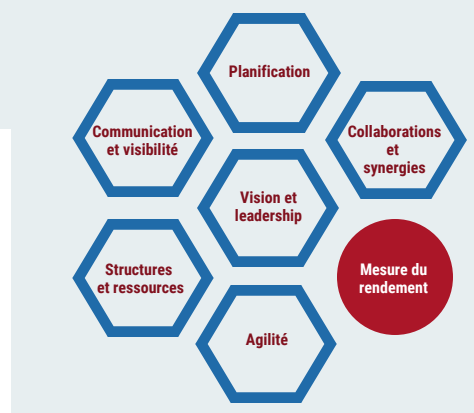 Planification
Communication
et visibilité
Collaborations
et
synergies
Vision et
leadership
Structures
et ressources
Mesure du
rendement
Agilité